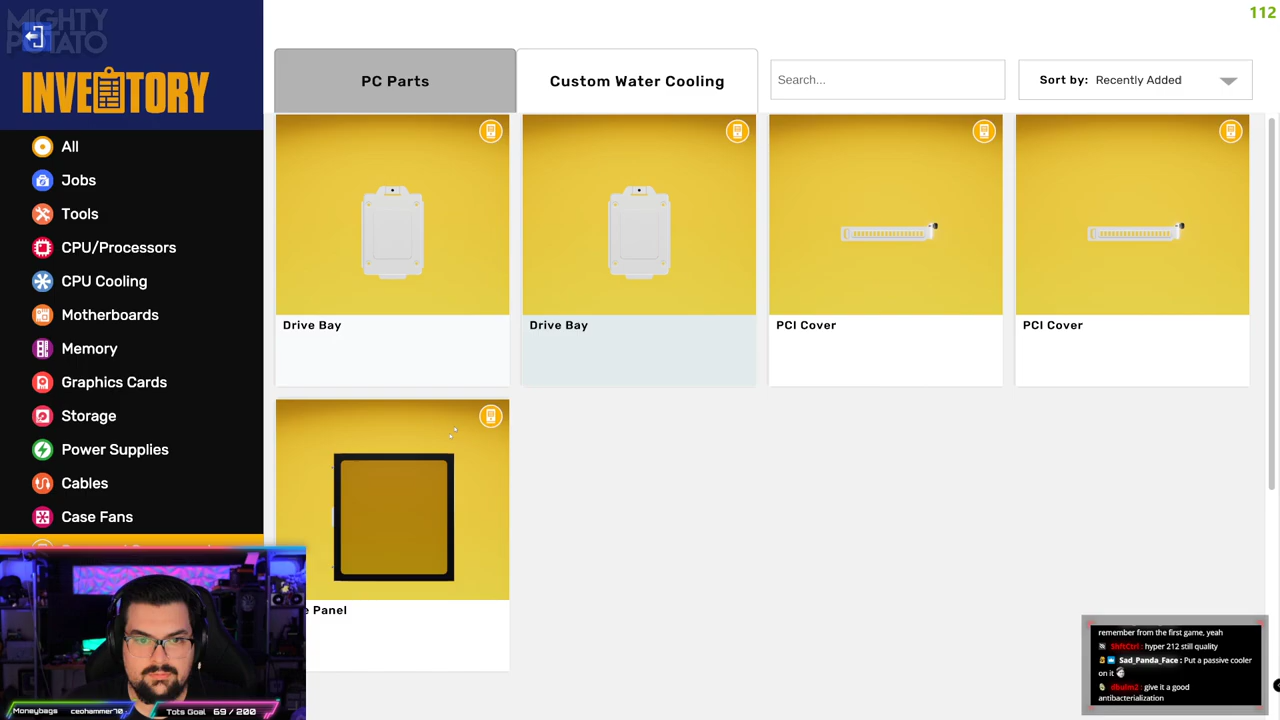 MIGHTY
POTATO
112
INVENTORY
PC Parts
Custom Water Cooling
Search...
Sort by: Recently Added
All
Jobs
Tools
CPU/Processors
CPU Cooling
Motherboards
Memory
Graphics Cards
Storage
Power Supplies
Cables
Case Fans
Drive Bay
Drive Bay
PCI Cover
PCI Cover
Panel
remember from the first game, yeah
ShftCtrl : hyper 212 still quality
Sad_Panda_Face : Put a passive cooler
on it
dbulm2 : give it a good
antibacterialization
Moneybags ceohammer70 Tots Goal 69 / 200